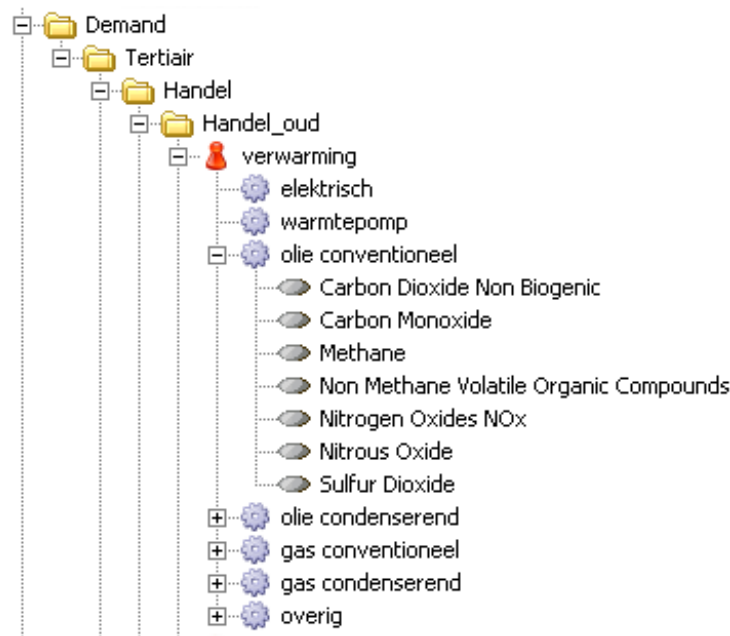 Demand
Tertiair
Handel
Handel_oud
verwarming
elektrisch
warmtepomp
olie conventioneel
Carbon Dioxide Non Biogenic
Carbon Monoxide
Methane
Non Methane Volatile Organic Compounds
Nitrogen Oxides NOx
Nitrous Oxide
Sulfur Dioxide
olie condenserend
gas conventioneel
gas condenserend
overig